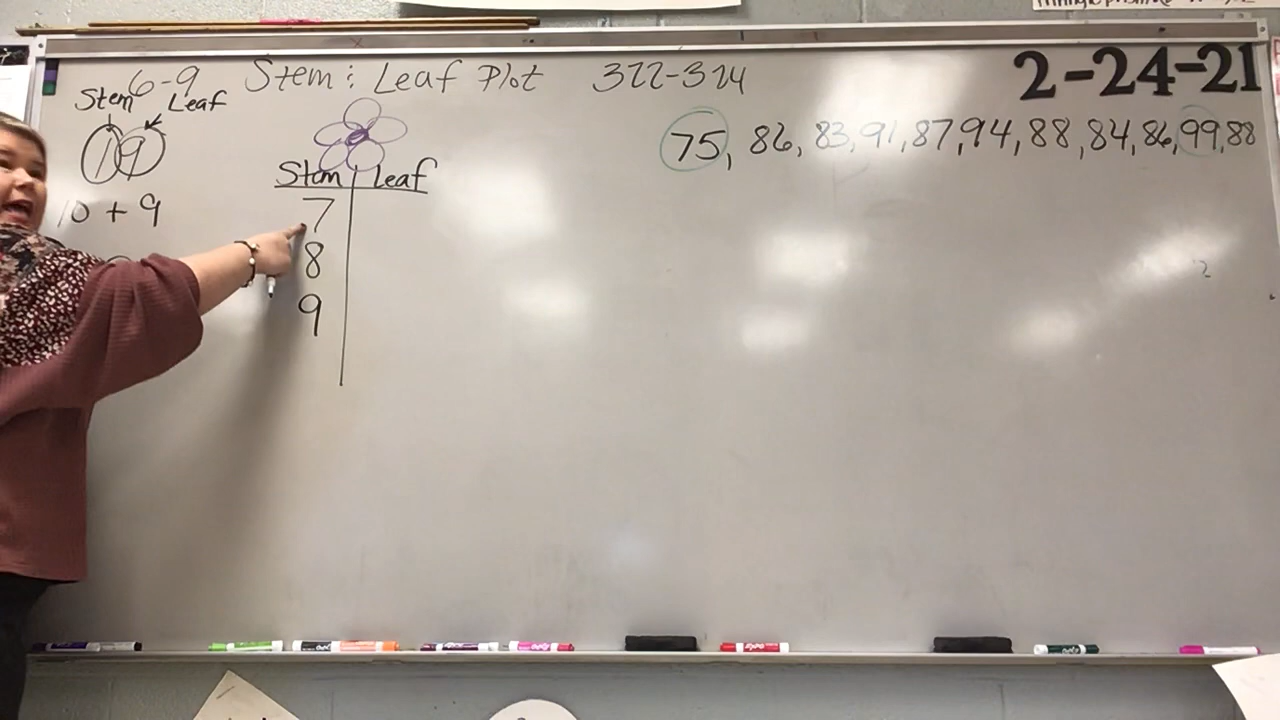 6-9 Stem & Leaf Plot 322-324 2-24-21
Stem Leaf
19
10 + 9
75, 86, 83, 91, 87, 94, 88, 84, 86, 99, 88
Stem Leaf
7
8
9
2